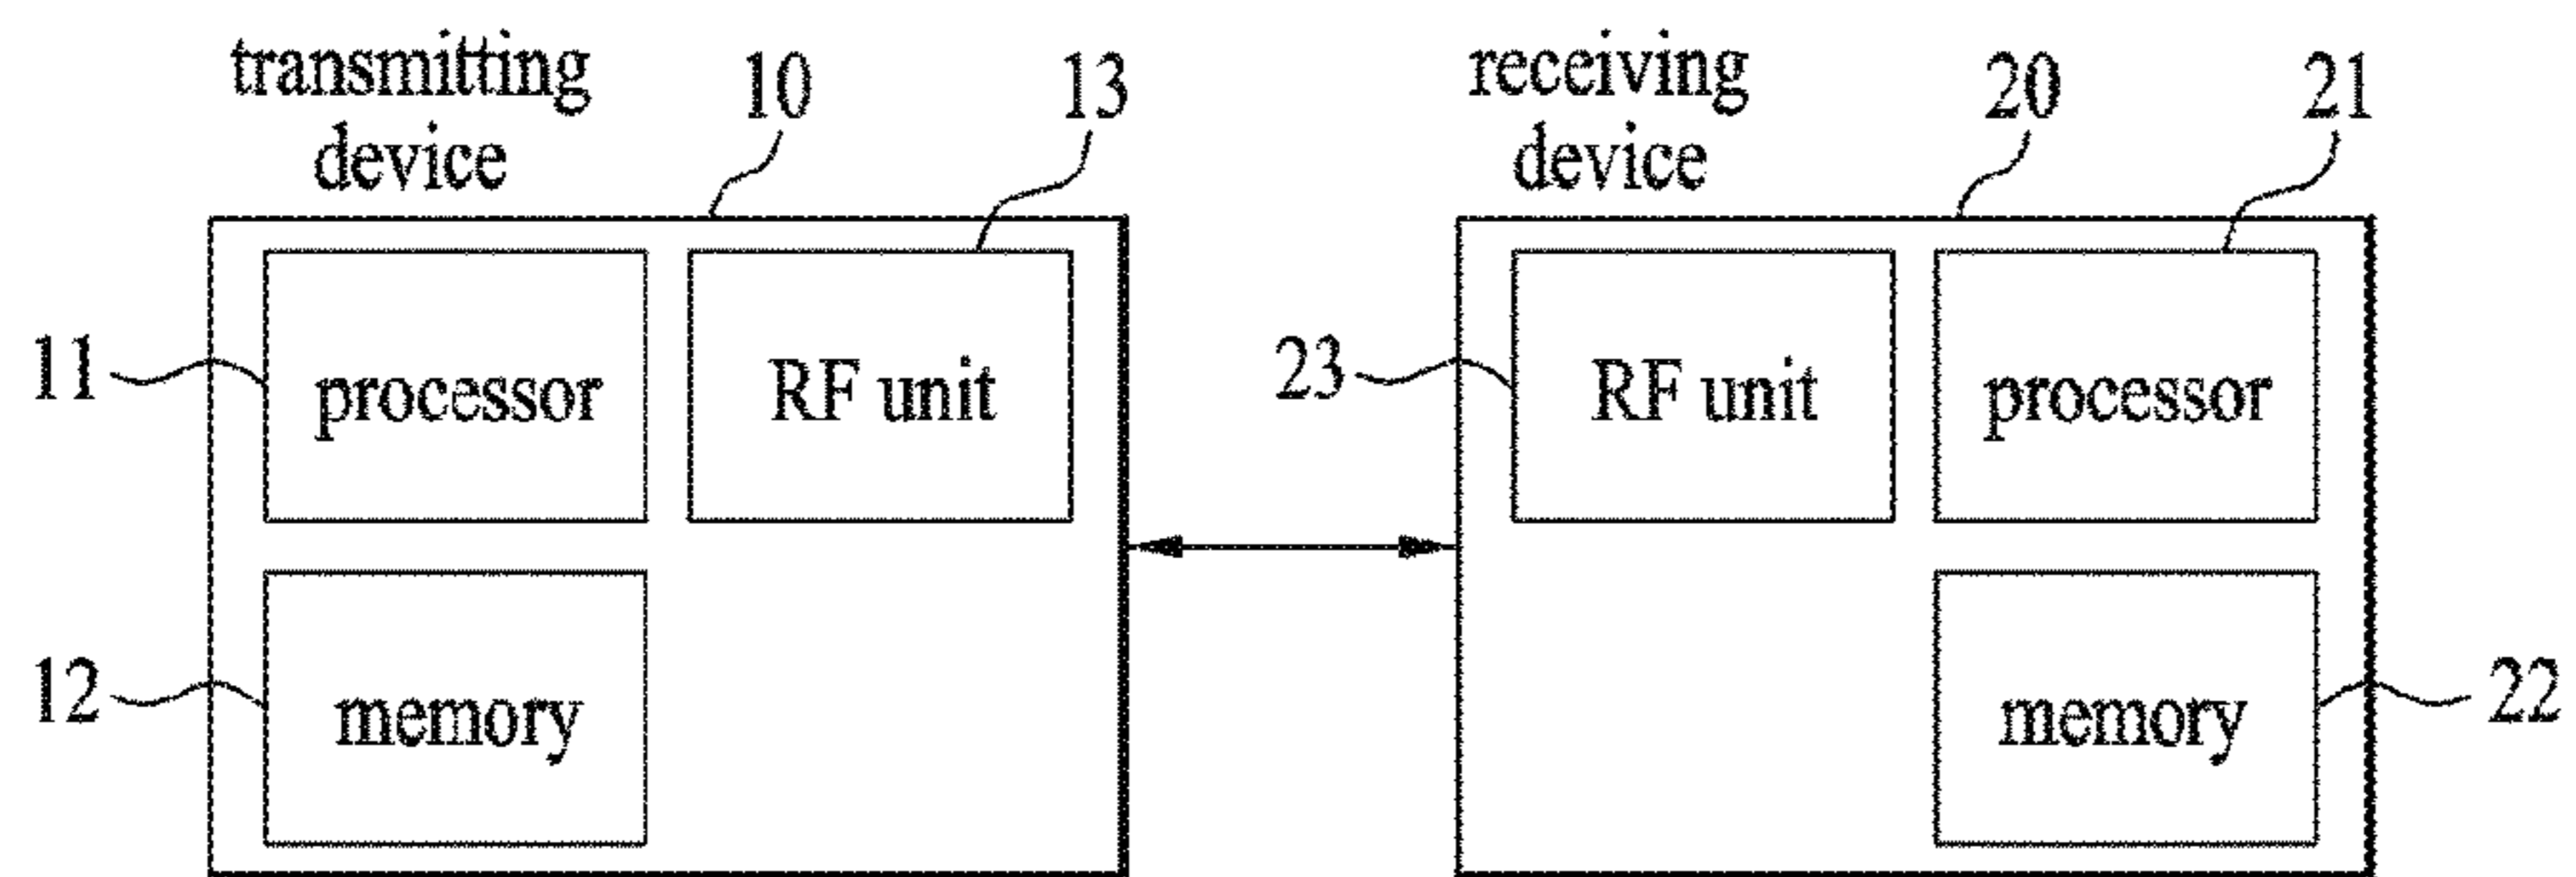 transmitting
device
10
13
receiving
device
20
21
11
processor
RF unit
23
RF unit
processor
12
memory
memory
22